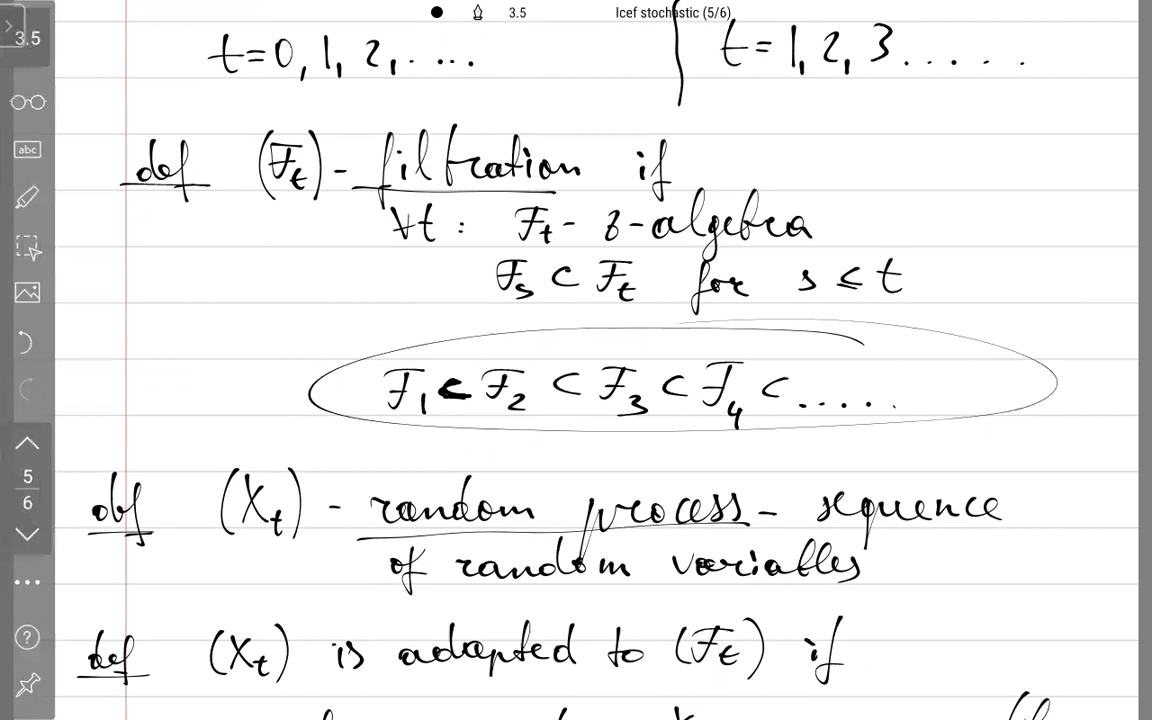 3.5 Icef stochastic (5/6)
3.5
t=0, 1, 2, .... t = 1, 2, 3.....
abc
def (Ft) - filtration if
∀t : Ft - σ-algebra
Fs ⊂ Ft for s ≤ t
F1 ⊂ F2 ⊂ F3 ⊂ F4 ⊂ .....
5
6
def (Xt) - random process - sequence
of random variables
def (Xt) is adapted to (Ft) if